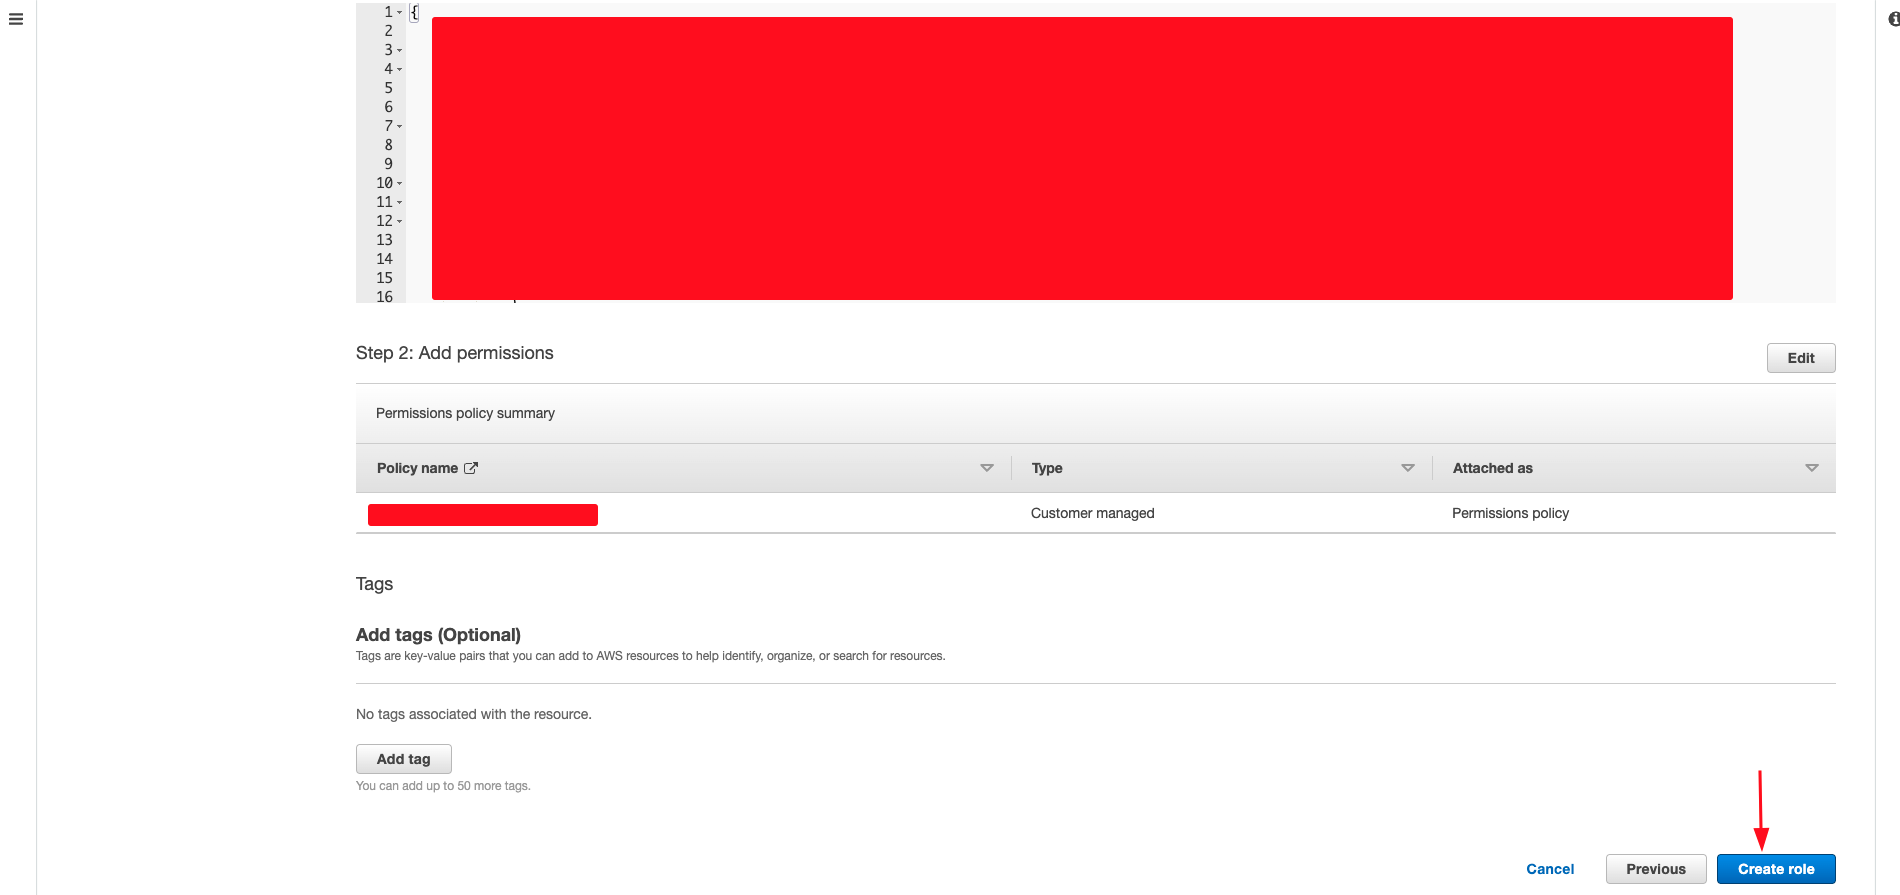 1 {
2
3
4
5
6
7
8
9
10
11
12
13
14
15
16
Step 2: Add permissions
Edit
Permissions policy summary
Policy name Type Attached as
Customer managed Permissions policy
Tags
Add tags (Optional)
Tags are key-value pairs that you can add to AWS resources to help identify, organize, or search for resources.
No tags associated with the resource.
Add tag
You can add up to 50 more tags.
Cancel Previous Create role